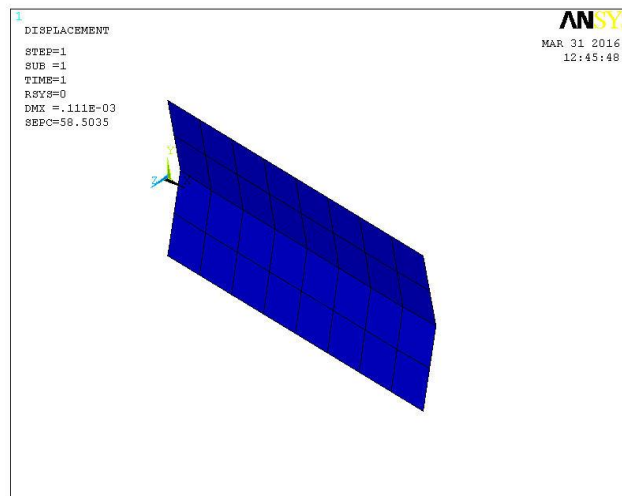 1
DISPLACEMENT
STEP=1
SUB =1
TIME=1
RSYS=0
DMX =.111E-03
SEPC=58.5035
ANSYS
MAR 31 2016
12:45:48
Y
Z